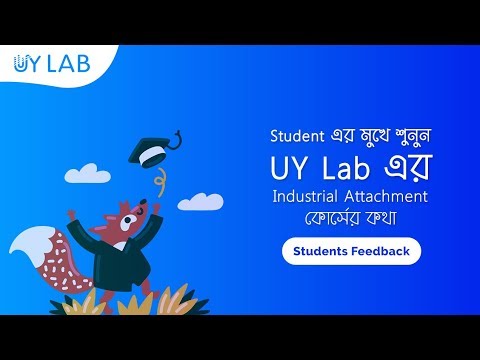 UY LAB
Student এর মুখে শুনুন
UY Lab এর
Industrial Attachment
কোর্সের কথা
Students Feedback